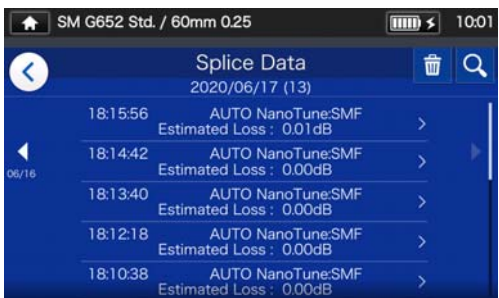 SM G652 Std. / 60mm 0.25 10:01
Splice Data
2020/06/17 (13)
18:15:56 AUTO NanoTune:SMF
Estimated Loss : 0.01dB
18:14:42 AUTO NanoTune:SMF
Estimated Loss : 0.00dB
06/16
18:13:40 AUTO NanoTune:SMF
Estimated Loss : 0.00dB
18:12:18 AUTO NanoTune:SMF
Estimated Loss : 0.00dB
18:10:38 AUTO NanoTune:SMF
Estimated Loss : 0.00dB